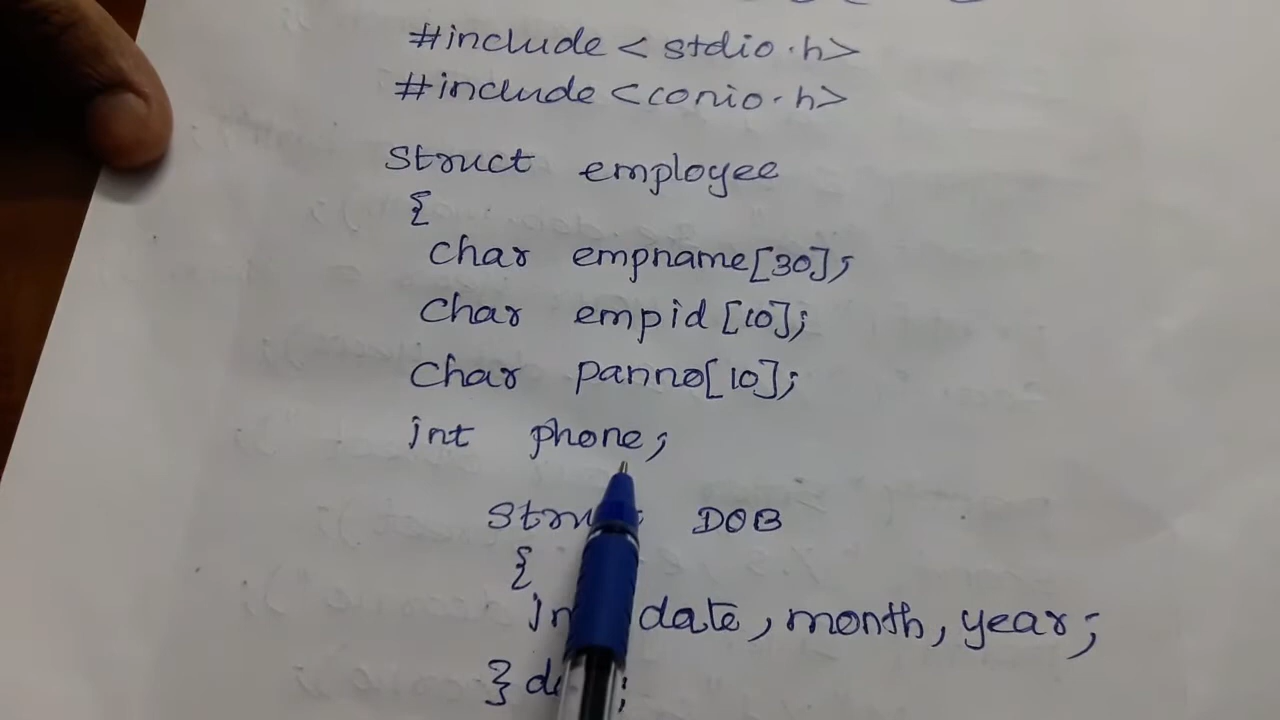 #include < stdio.h>
#include <conio.h>
struct employee
{
char empname[30];
char empid [10];
char panno[10];
int phone;
DOB
{
date, month, year;
}